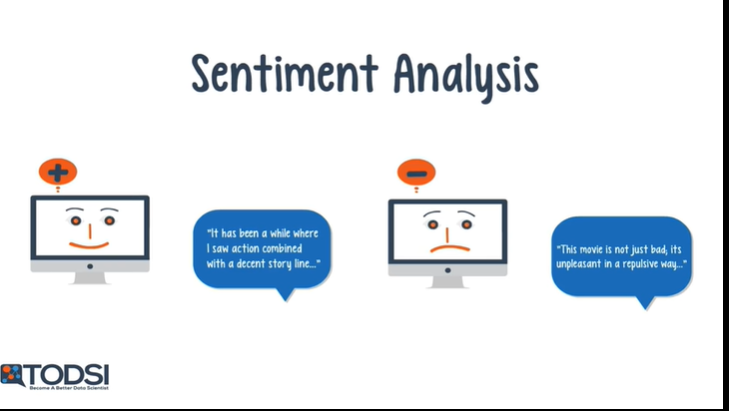 Sentiment Analysis
"It has been a while where
I saw action combined
with a decent story line..."
"This movie is not just bad, its
unpleasant in a repulsive way..."
TODSI
Become A Better Data Scientist